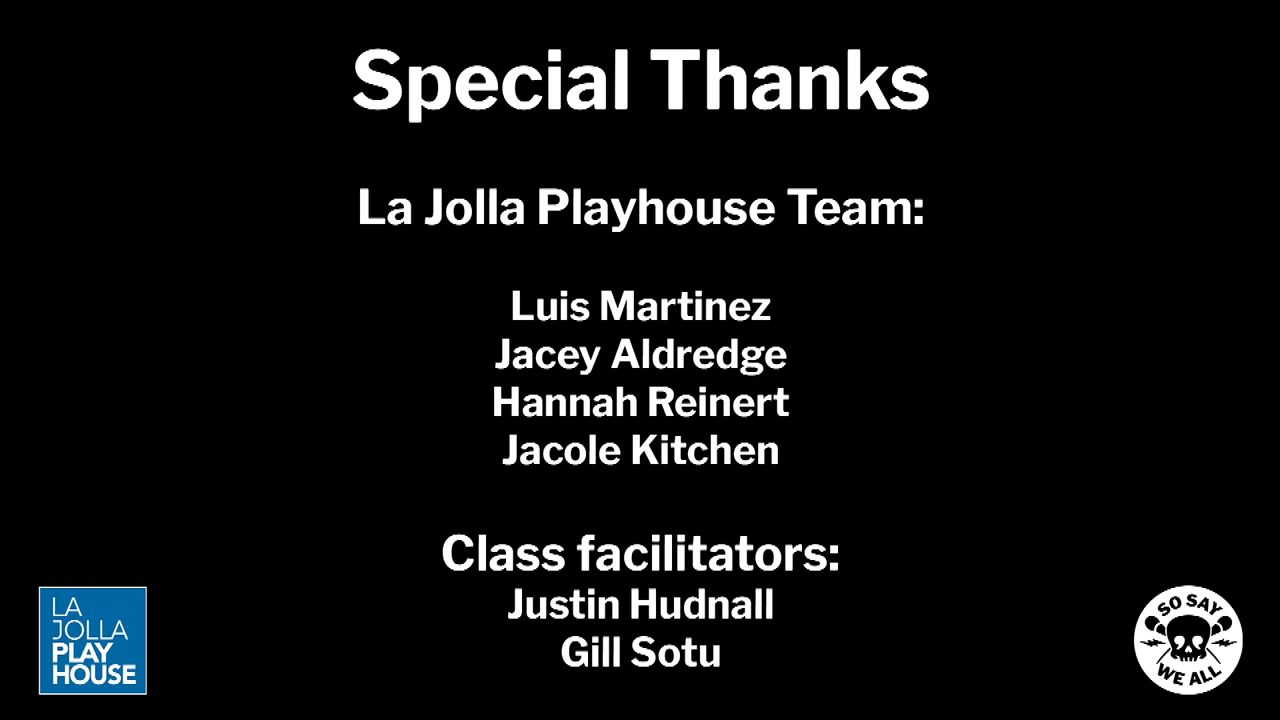 Special Thanks
La Jolla Playhouse Team:
Luis Martinez
Jacey Aldredge
Hannah Reinert
Jacole Kitchen
Class facilitators:
Justin Hudnall
Gill Sotu
LA
JOLLA
PLAY
HOUSE
SO SAY
WE ALL